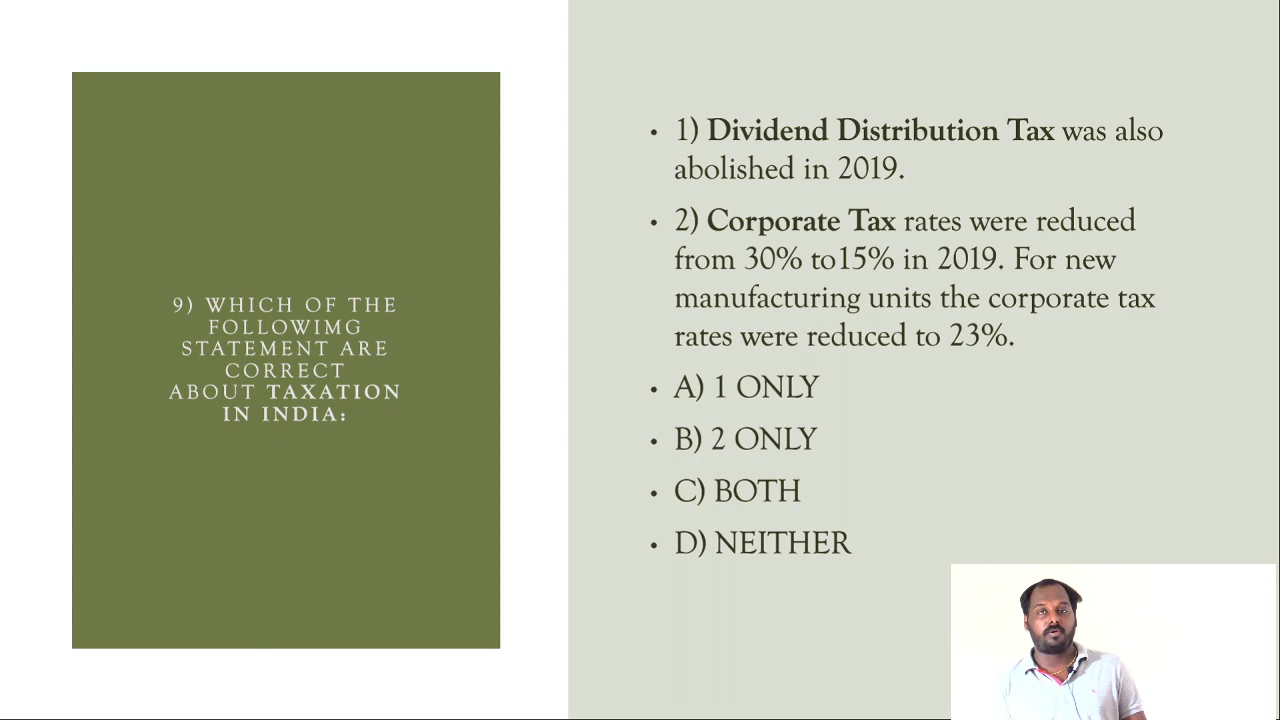 9) WHICH OF THE
FOLLOWIMG
STATEMENT ARE
CORRECT
ABOUT TAXATION
IN INDIA:
• 1) Dividend Distribution Tax was also
abolished in 2019.
• 2) Corporate Tax rates were reduced
from 30% to15% in 2019. For new
manufacturing units the corporate tax
rates were reduced to 23%.
• A) 1 ONLY
• B) 2 ONLY
• C) BOTH
• D) NEITHER